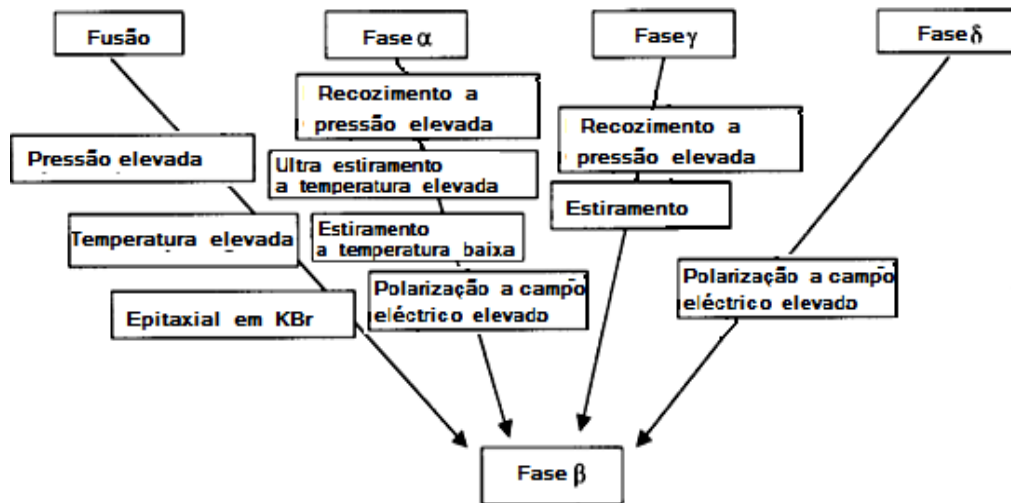 Fusão
Fase α
Fase γ
Fase δ
Recozimento a
pressão elevada
Recozimento a
pressão elevada
Pressão elevada
Ultra estiramento
a temperatura elevada
Estiramento
Temperatura elevada
Estiramento
a temperatura baixa
Polarização a campo
eléctrico elevado
Polarização a campo
eléctrico elevado
Epitaxial em KBr
Fase β